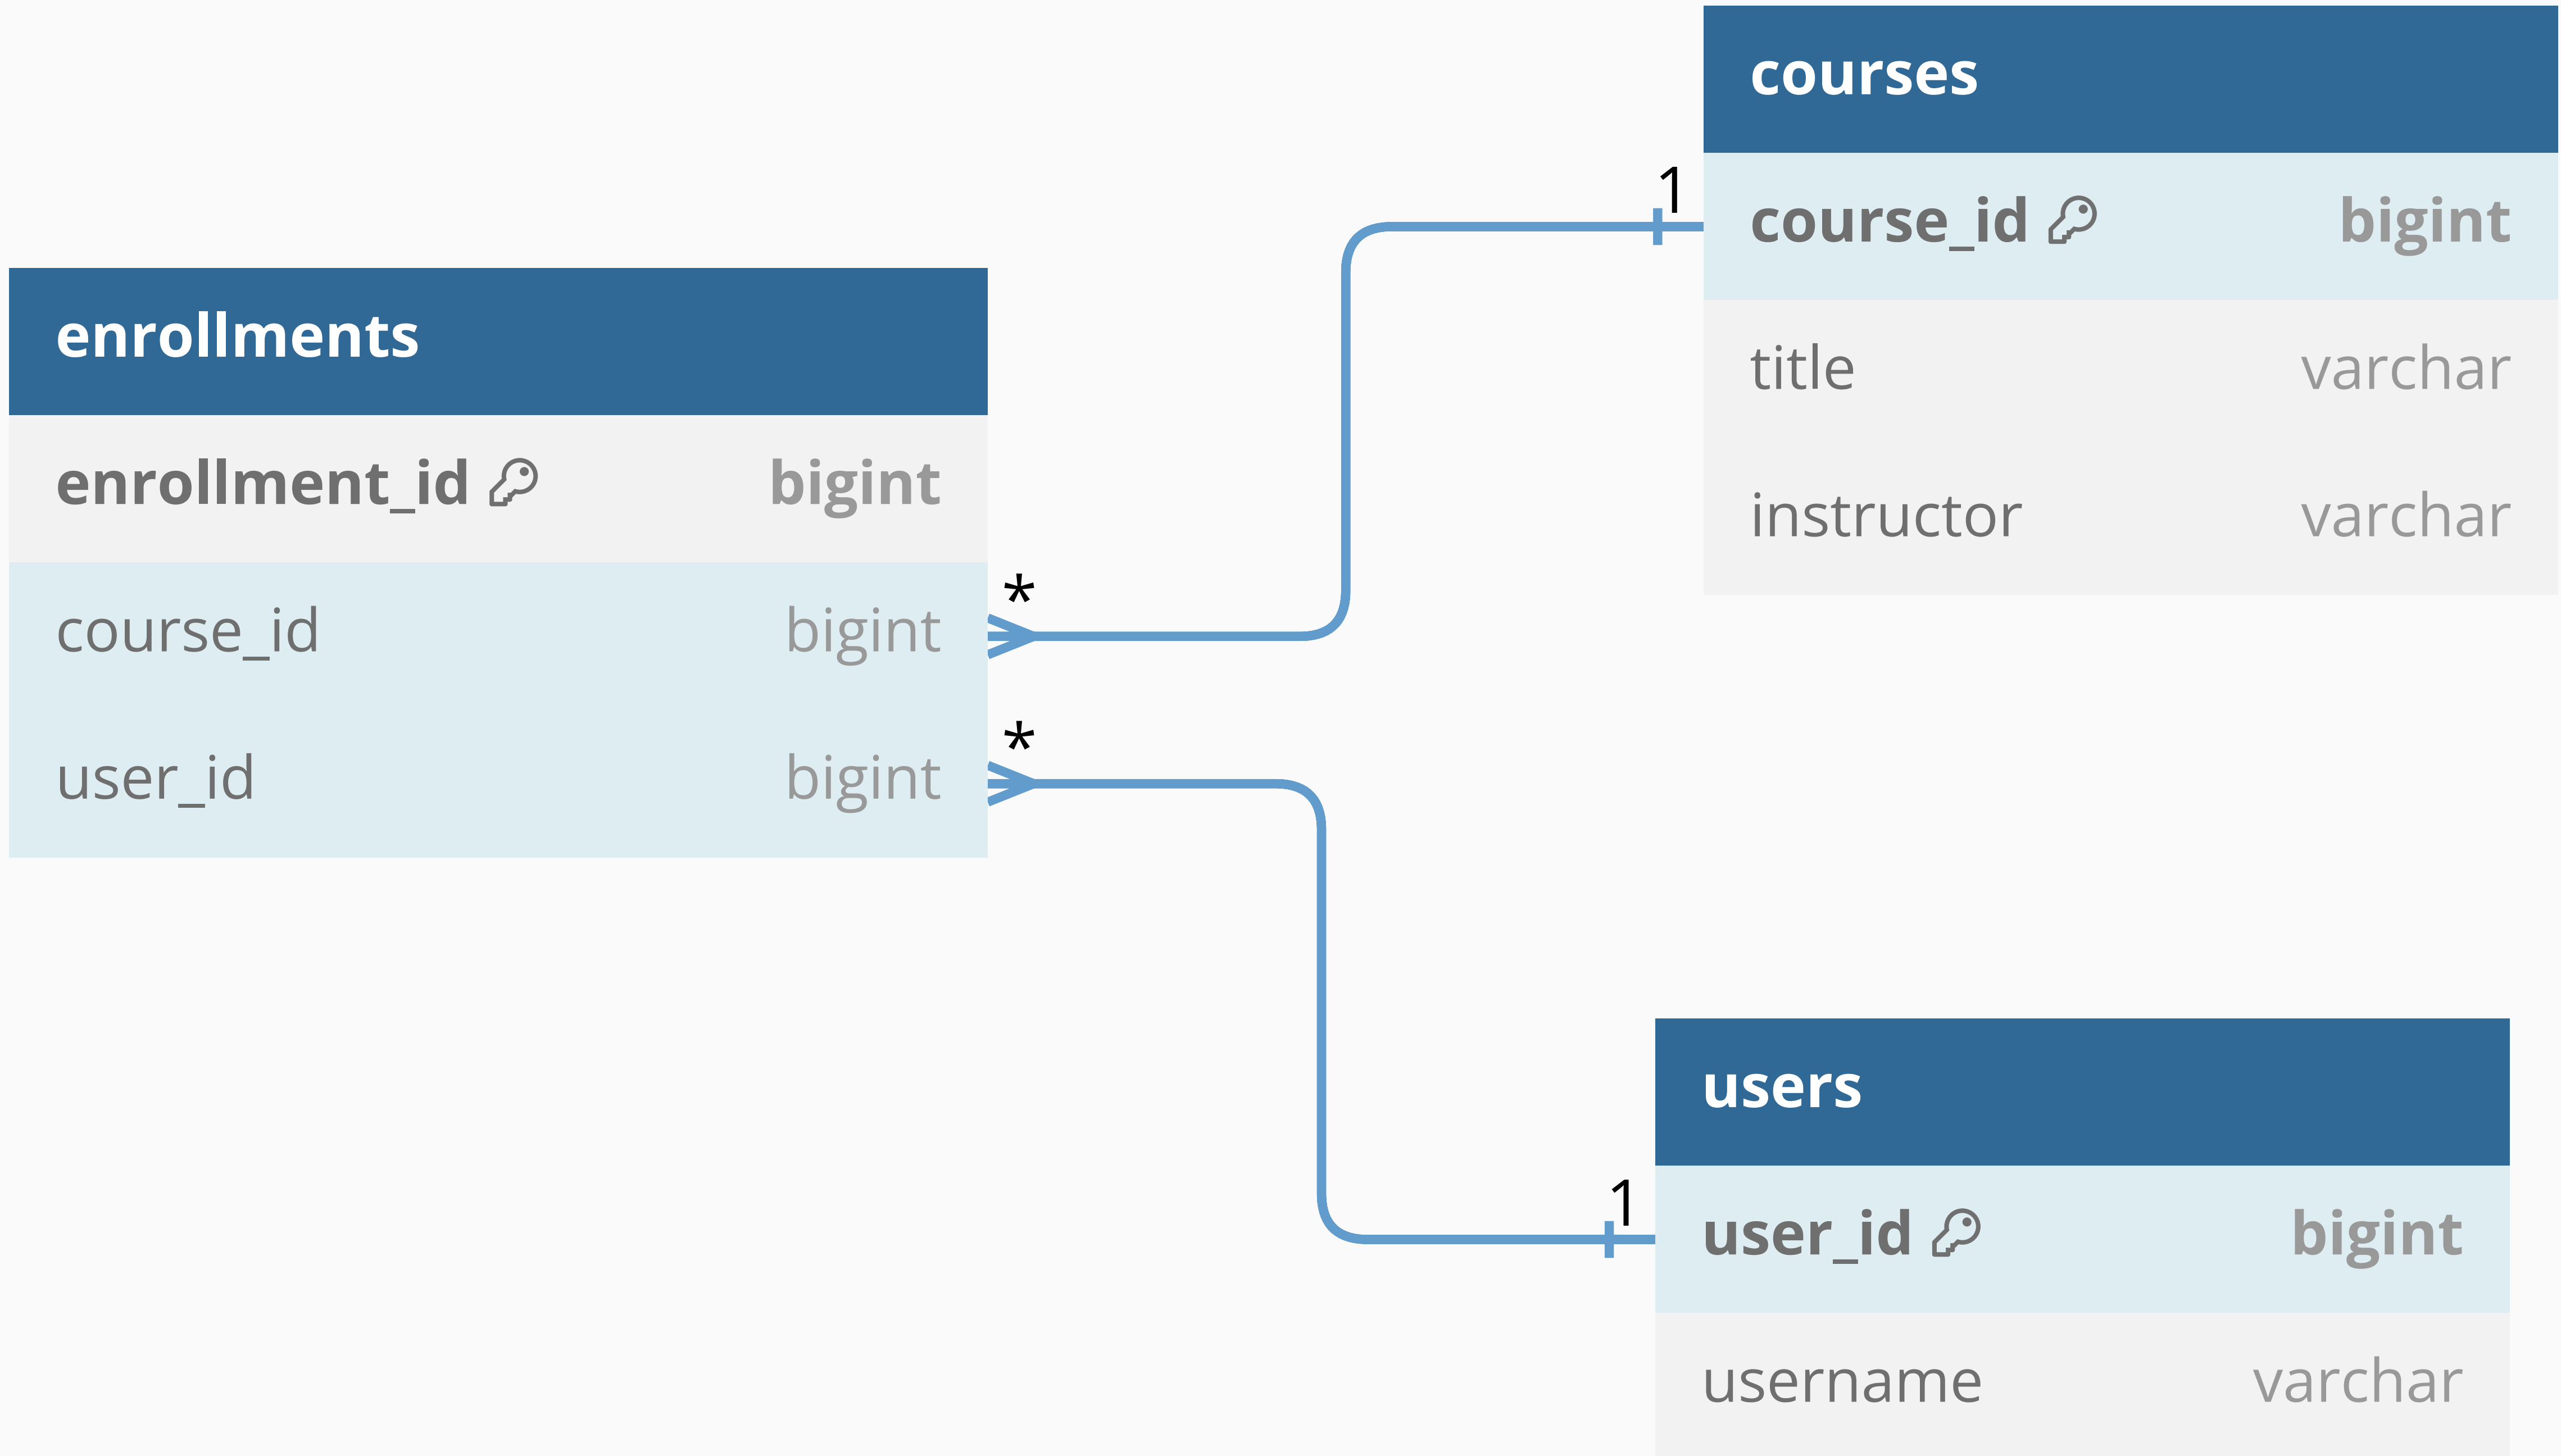 courses
course_id bigint
title varchar
instructor varchar
1
enrollments
enrollment_id bigint
course_id bigint
user_id bigint
*
*
users
user_id bigint
username varchar
1